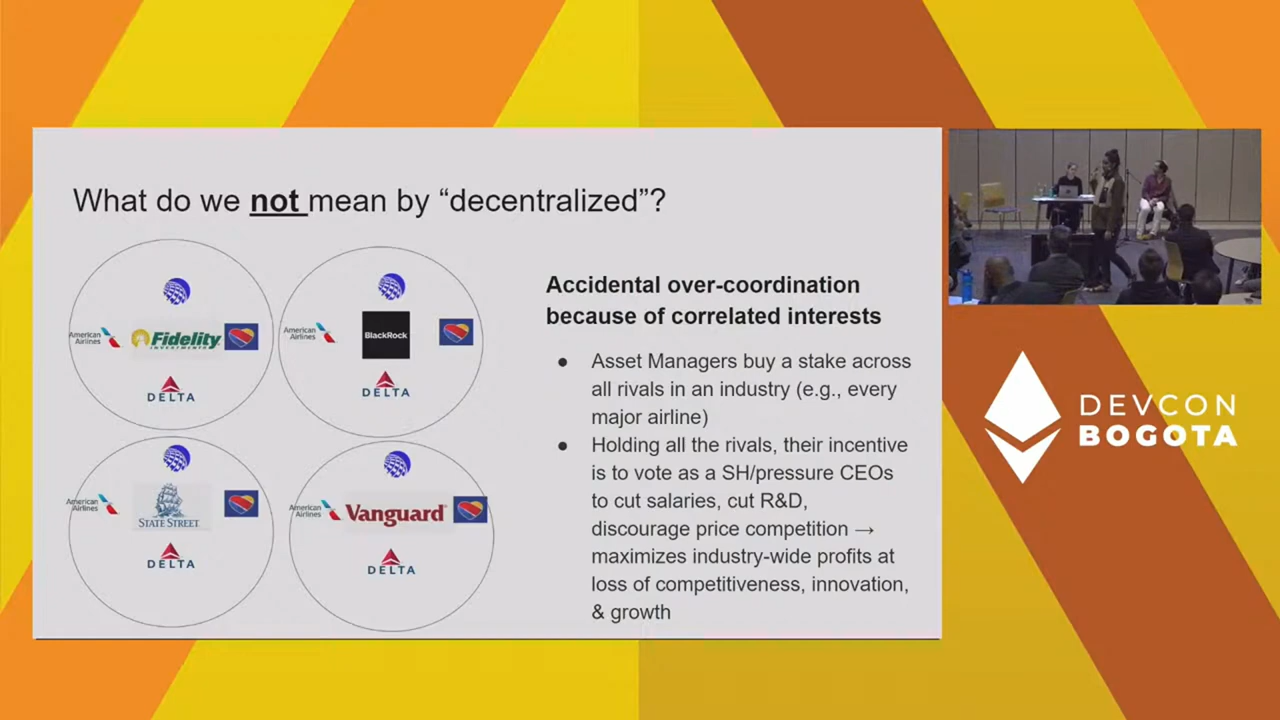 What do we not mean by “decentralized”?
American
Airlines
Fidelity
INVESTMENTS
DELTA
American
Airlines
BlackRock
DELTA
American
Airlines
STATE STREET
DELTA
American
Airlines
Vanguard
DELTA
Accidental over-coordination
because of correlated interests
● Asset Managers buy a stake across
all rivals in an industry (e.g., every
major airline)
● Holding all the rivals, their incentive
is to vote as a SH/pressure CEOs
to cut salaries, cut R&D,
discourage price competition →
maximizes industry-wide profits at
loss of competitiveness, innovation,
& growth
DEVCON
BOGOTA